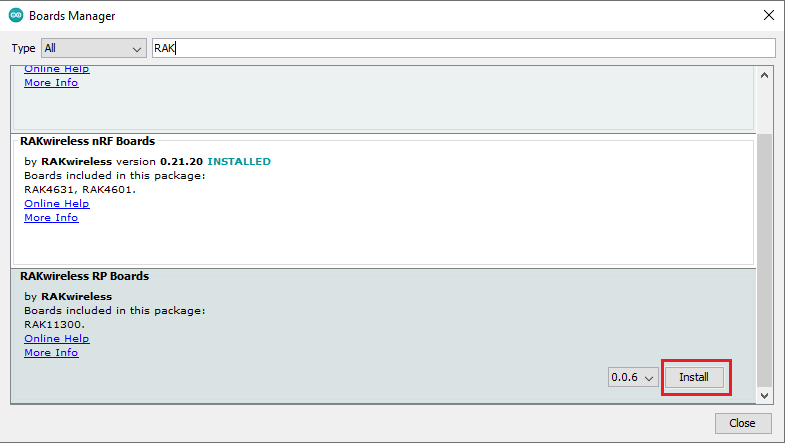 Boards Manager
Type All RAK
Online Help
More Info
RAKwireless nRF Boards
by RAKwireless version 0.21.20 INSTALLED
Boards included in this package:
RAK4631, RAK4601.
Online Help
More Info
RAKwireless RP Boards
by RAKwireless
Boards included in this package:
RAK11300.
Online Help
More Info
0.0.6 Install
Close